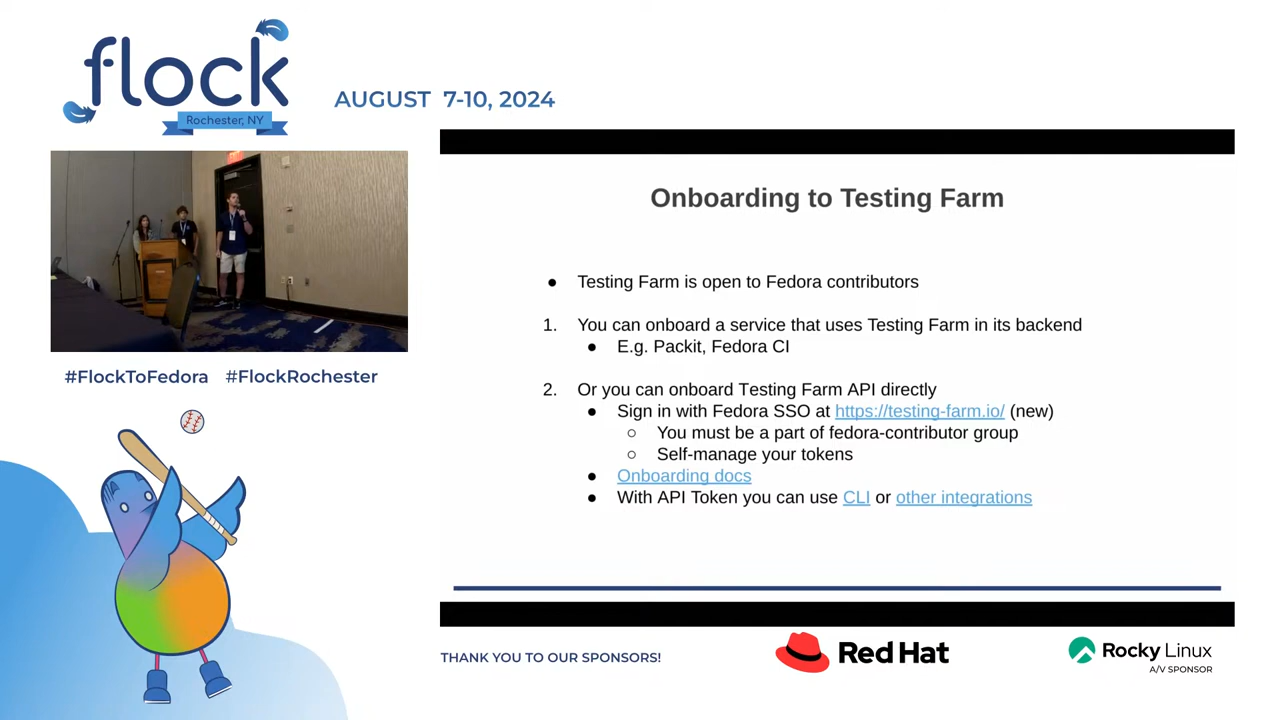 flock
Rochester, NY
AUGUST 7-10, 2024
#FlockToFedora #FlockRochester
Onboarding to Testing Farm
● Testing Farm is open to Fedora contributors
1. You can onboard a service that uses Testing Farm in its backend
● E.g. Packit, Fedora CI
2. Or you can onboard Testing Farm API directly
● Sign in with Fedora SSO at https://testing-farm.io/ (new)
○ You must be a part of fedora-contributor group
○ Self-manage your tokens
● Onboarding docs
● With API Token you can use CLI or other integrations
THANK YOU TO OUR SPONSORS!
Red Hat
Rocky Linux
A/V SPONSOR